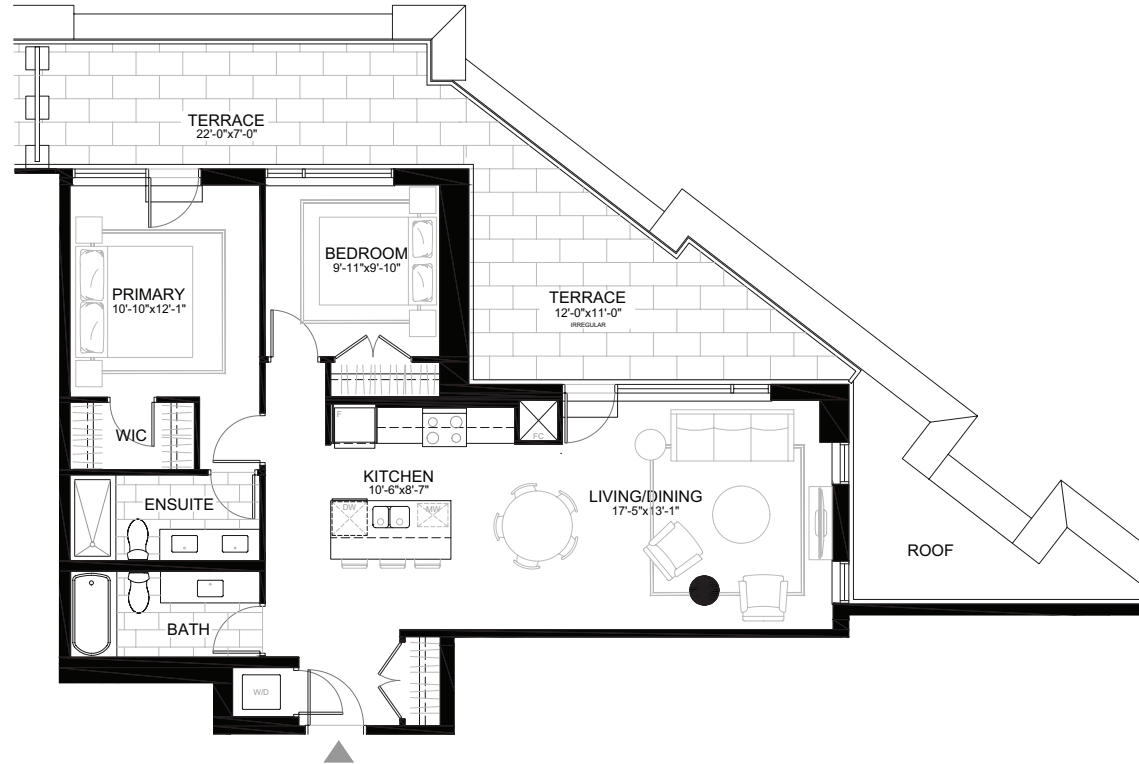 TERRACE
22'-0"x7'-0"
BEDROOM
9'-11"x9'-10"
PRIMARY
10'-10"x12'-1"
TERRACE
12'-0"x11'-0"
IRREGULAR
WIC
F
FC
KITCHEN
10'-6"x8'-7"
LIVING/DINING
17'-5"x13'-1"
ENSUITE
DW
MW
ROOF
BATH
W/D